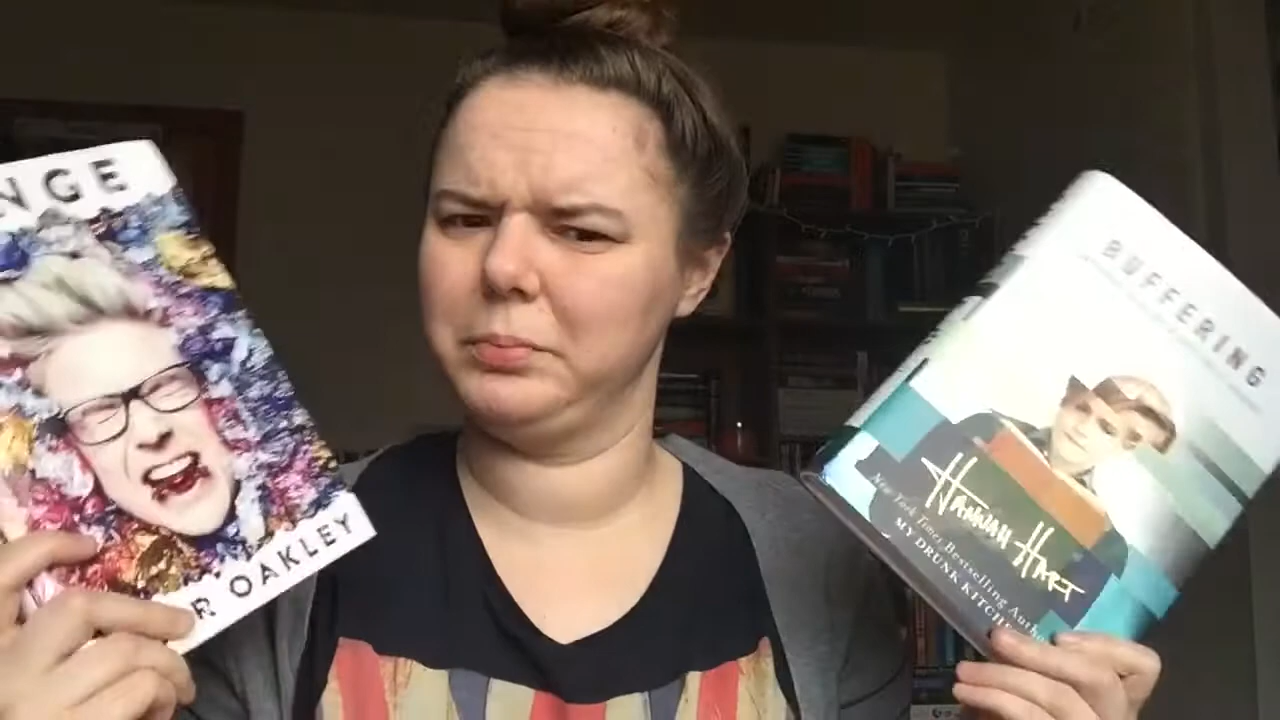 NGE
R OAKLEY
BUFFERING
HANNAH HART
New York Times Bestselling Autho
MY DRUNK KITCH